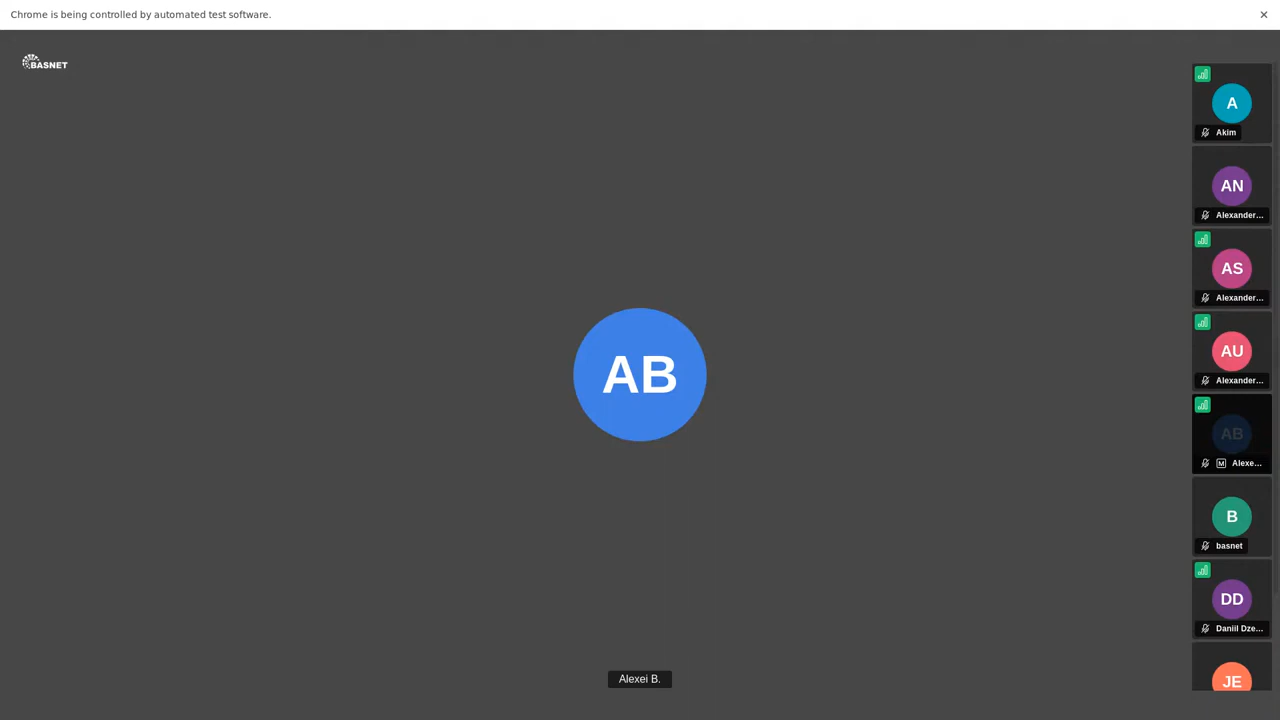 Chrome is being controlled by automated test software.
BASNET
A
Akim
AN
Alexander...
AS
Alexander...
AU
Alexander...
AB
AB
M
Alexe...
B
basnet
DD
Daniil Dze...
Alexei B.
JE